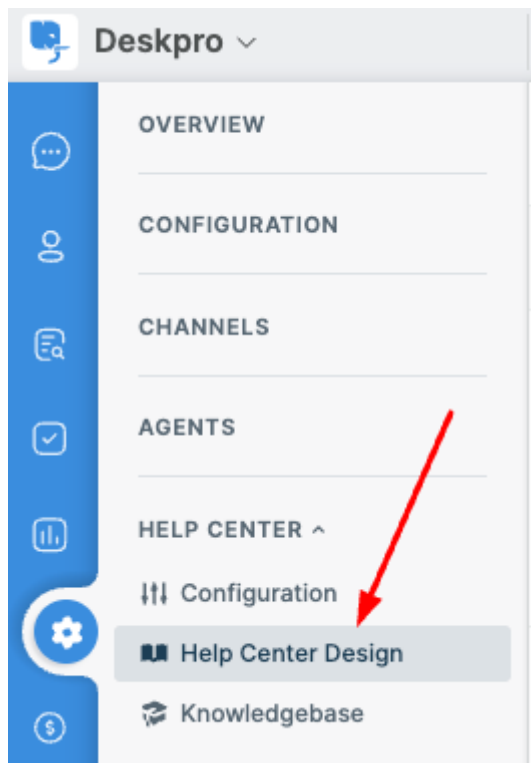 Deskpro
OVERVIEW
CONFIGURATION
CHANNELS
AGENTS
HELP CENTER
Configuration
Help Center Design
Knowledgebase